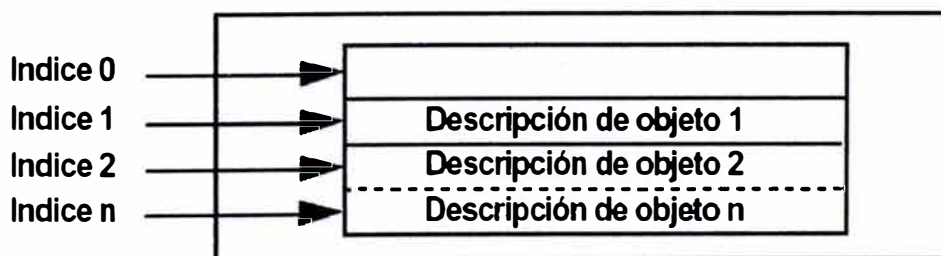 Indice 0
Indice 1 Descripción de objeto 1
Indice 2 Descripción de objeto 2
Indice n Descripción de objeto n